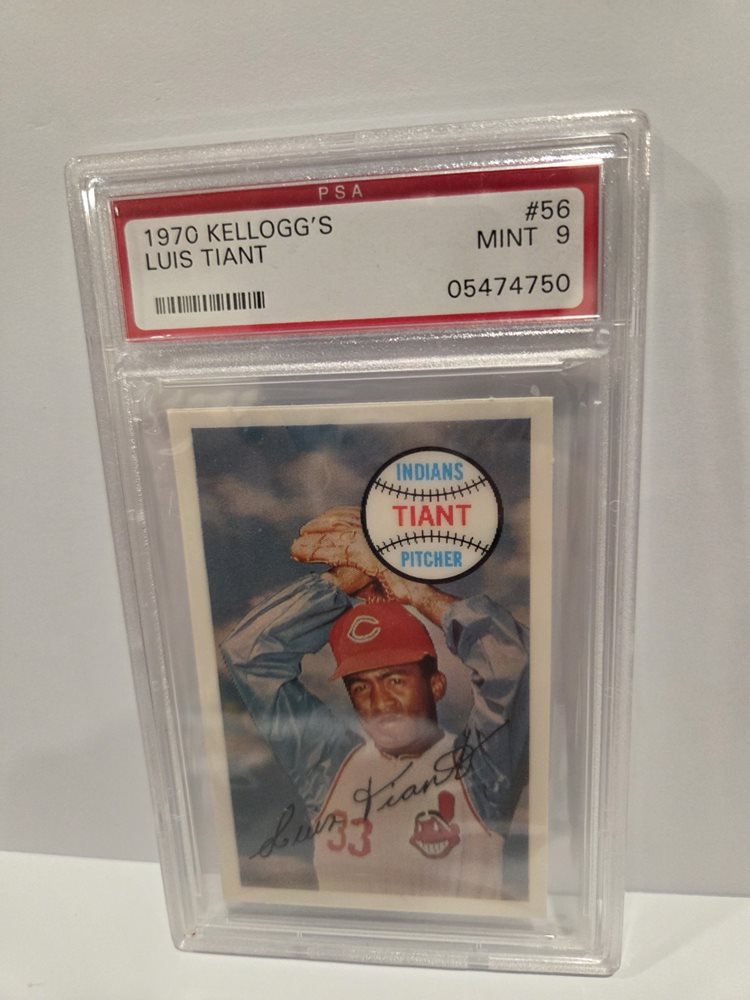 PSA
1970 KELLOGG'S #56
LUIS TIANT MINT 9
05474750
INDIANS
TIANT
PITCHER
C
Luis Tiant
33